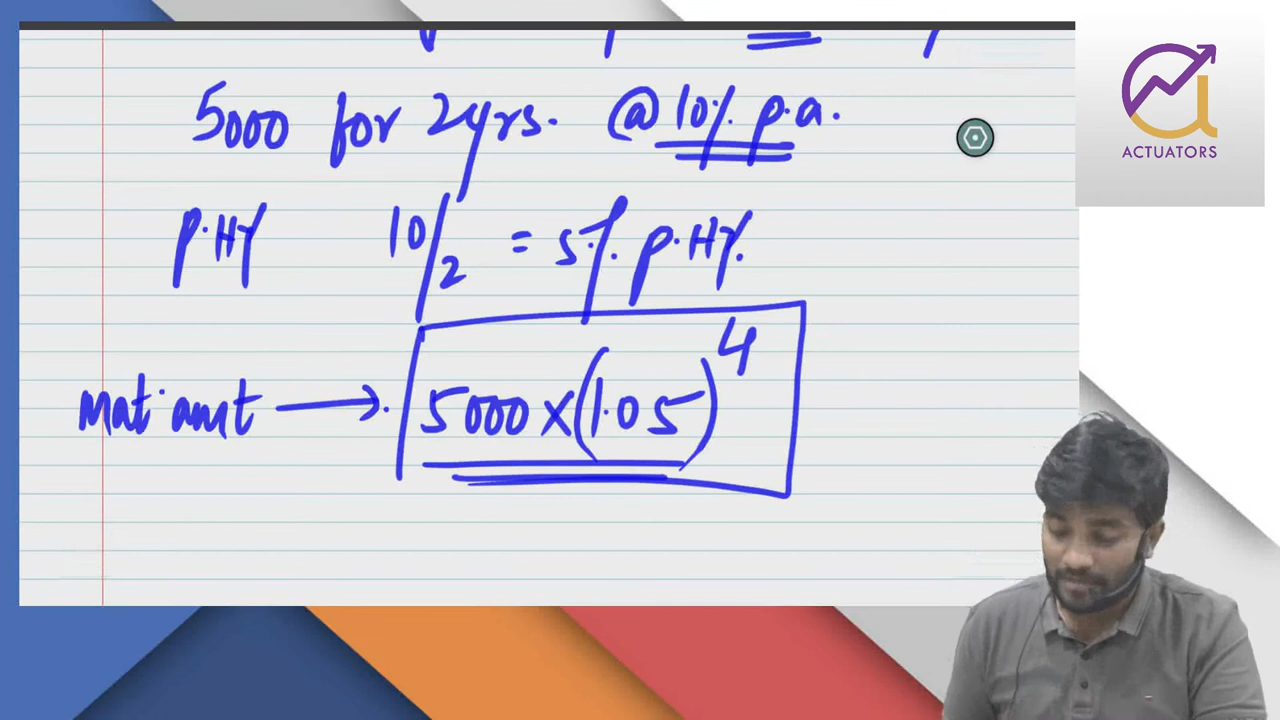 5000 for 2yrs. @ 10% p.a.
P.HY 10/2 = 5% p.HY.
mat. amt → 5000 × (1.05)^4
ACTUATORS